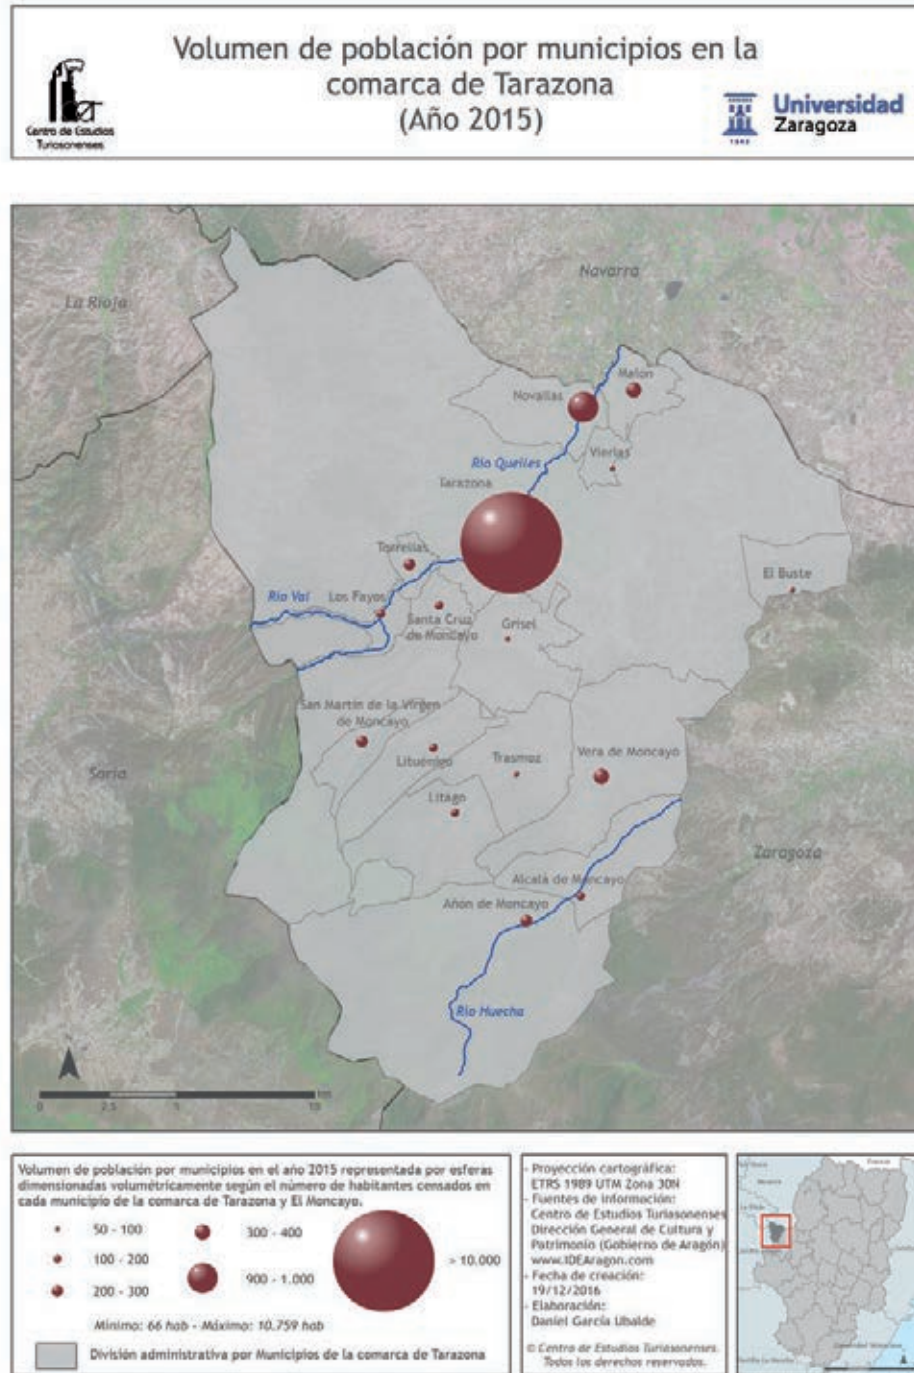 Volumen de población por municipios en la
comarca de Tarazona
(Año 2015)
Centro de Estudios
Turiasonenses
Universidad
Zaragoza
1542
Navarra
La Rioja
Malon
Novallas
Vierlas
Río Queiles
Tarazona
Torrellas
El Buste
Río Val
Los Fayos
Santa Cruz
de Moncayo
Grisel
San Martín de la Virgen
de Moncayo
Lituénigo
Trasmoz
Vera de Moncayo
Soria
Litago
Zaragoza
Alcalá de Moncayo
Añón de Moncayo
Río Huecha
0 2,5 5 10
Volumen de población por municipios en el año 2015 representada por esferas
dimensionadas volumétricamente según el número de habitantes censados en
cada municipio de la comarca de Tarazona y El Moncayo.
50 - 100
100 - 200
200 - 300
300 - 400
900 - 1.000
> 10.000
Mínimo: 66 hab - Máximo: 10.759 hab
División administrativa por Municipios de la comarca de Tarazona
- Proyección cartográfica:
ETRS 1989 UTM Zona 30N
- Fuentes de información:
Centro de Estudios Turiasonenses
Dirección General de Cultura y
Patrimonio (Gobierno de Aragón)
www.IDEAragon.com
- Fecha de creación:
19/12/2016
- Elaboración:
Daniel García Ubalde
© Centro de Estudios Turiasonenses.
Todos los derechos reservados.
Francia
Navarra
La Rioja